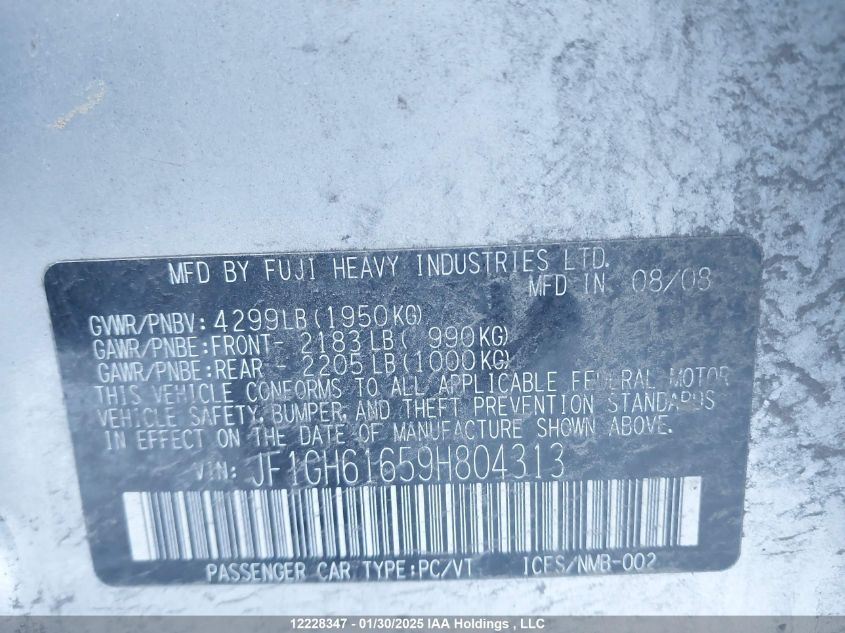 MFD BY FUJI HEAVY INDUSTRIES LTD.
MFD IN 08/08
GVWR/PNBV: 4299LB(1950KG)
GAWR/PNBE:FRONT- 2183LB( 990KG)
GAWR/PNBE:REAR - 2205LB(1000KG)
THIS VEHICLE CONFORMS TO ALL APPLICABLE FEDERAL MOTOR
VEHICLE SAFETY, BUMPER, AND THEFT PREVENTION STANDARDS
IN EFFECT ON THE DATE OF MANUFACTURE SHOWN ABOVE.
VIN: JF1GH61659H804313
PASSENGER CAR TYPE:PC/VT ICFS/NMB-002
12228347 - 01/30/2025 IAA Holdings , LLC